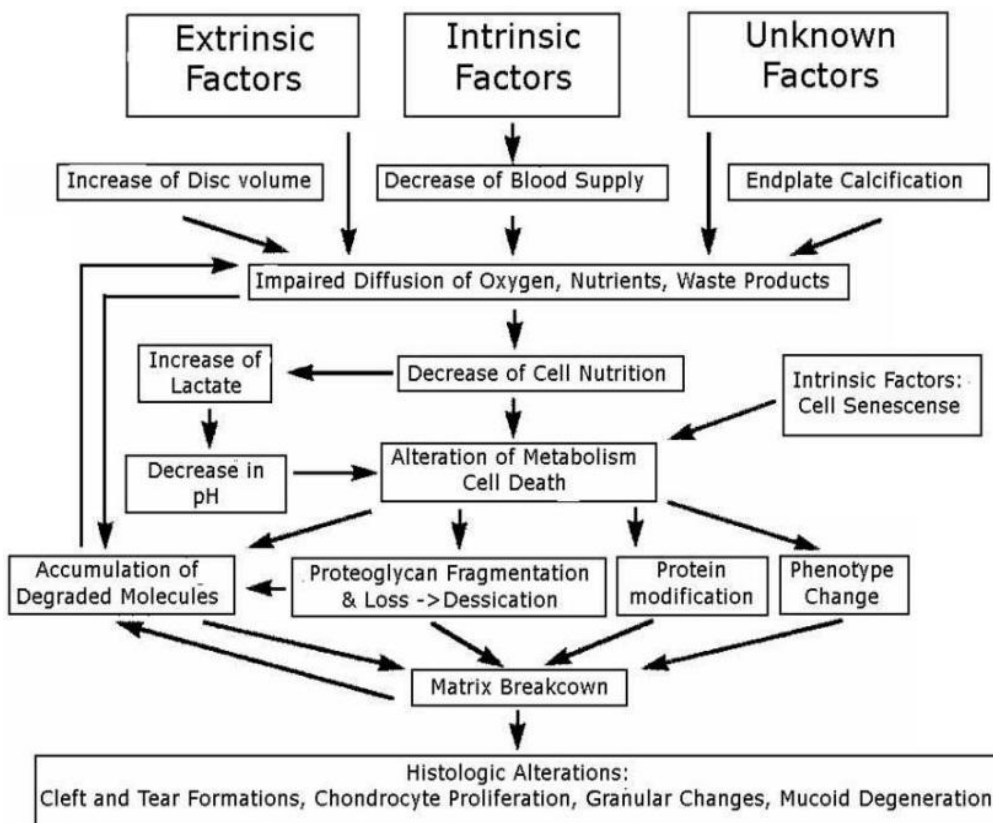 Extrinsic
Factors
Intrinsic
Factors
Unknown
Factors
Increase of Disc volume
Decrease of Blood Supply
Endplate Calcification
Impaired Diffusion of Oxygen, Nutrients, Waste Products
Increase of
Lactate
Decrease of Cell Nutrition
Intrinsic Factors:
Cell Senescense
Decrease in
pH
Alteration of Metabolism
Cell Death
Accumulation of
Degraded Molecules
Proteoglycan Fragmentation
& Loss ->Dessication
Protein
modification
Phenotype
Change
Matrix Breakcown
Histologic Alterations:
Cleft and Tear Formations, Chondrocyte Proliferation, Granular Changes, Mucoid Degeneration